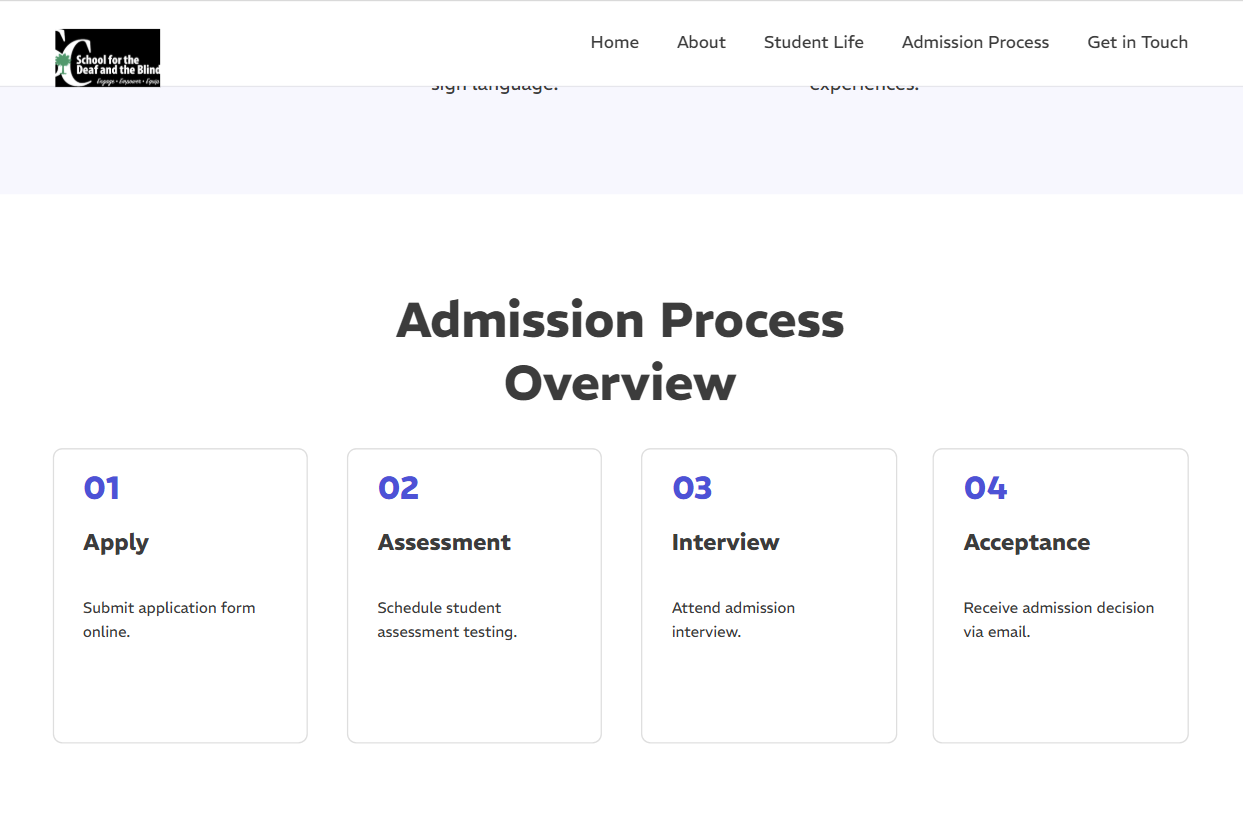 School for the
Deaf and the Blind
Engage • Empower • Equip
Home
About
Student Life
Admission Process
Get in Touch
sign language.
experiences.
Admission Process
Overview
01
Apply
Submit application form
online.
02
Assessment
Schedule student
assessment testing.
03
Interview
Attend admission
interview.
04
Acceptance
Receive admission decision
via email.